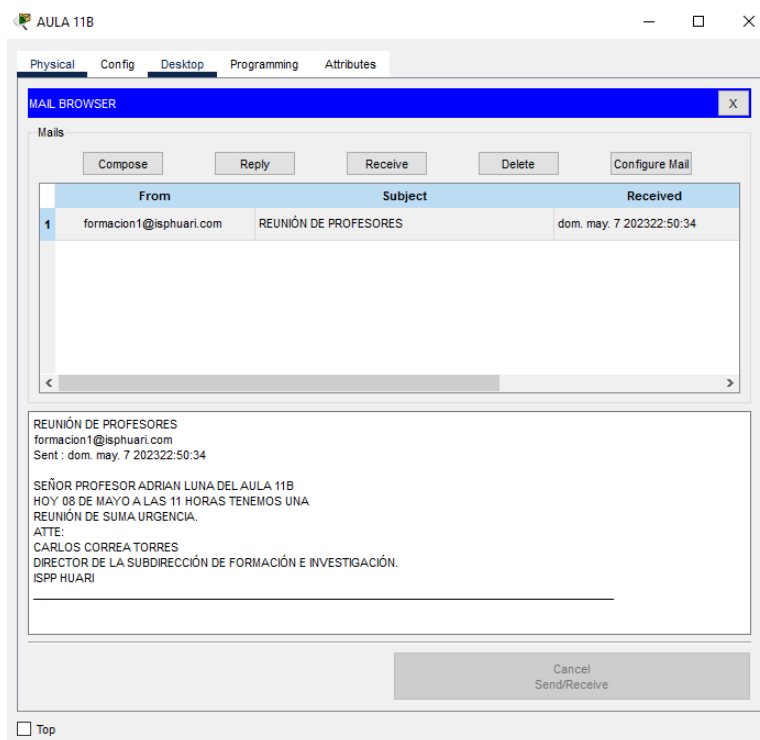 AULA 11B
Physical Config Desktop Programming Attributes
MAIL BROWSER X
Mails
Compose Reply Receive Delete Configure Mail
From Subject Received
1 formacion1@isphuari.com REUNIÓN DE PROFESORES dom. may. 7 202322:50:34
REUNIÓN DE PROFESORES
formacion1@isphuari.com
Sent : dom. may. 7 202322:50:34
SEÑOR PROFESOR ADRIAN LUNA DEL AULA 11B
HOY 08 DE MAYO A LAS 11 HORAS TENEMOS UNA
REUNIÓN DE SUMA URGENCIA.
ATTE:
CARLOS CORREA TORRES
DIRECTOR DE LA SUBDIRECCIÓN DE FORMACIÓN E INVESTIGACIÓN.
ISPP HUARI
Cancel
Send/Receive
Top